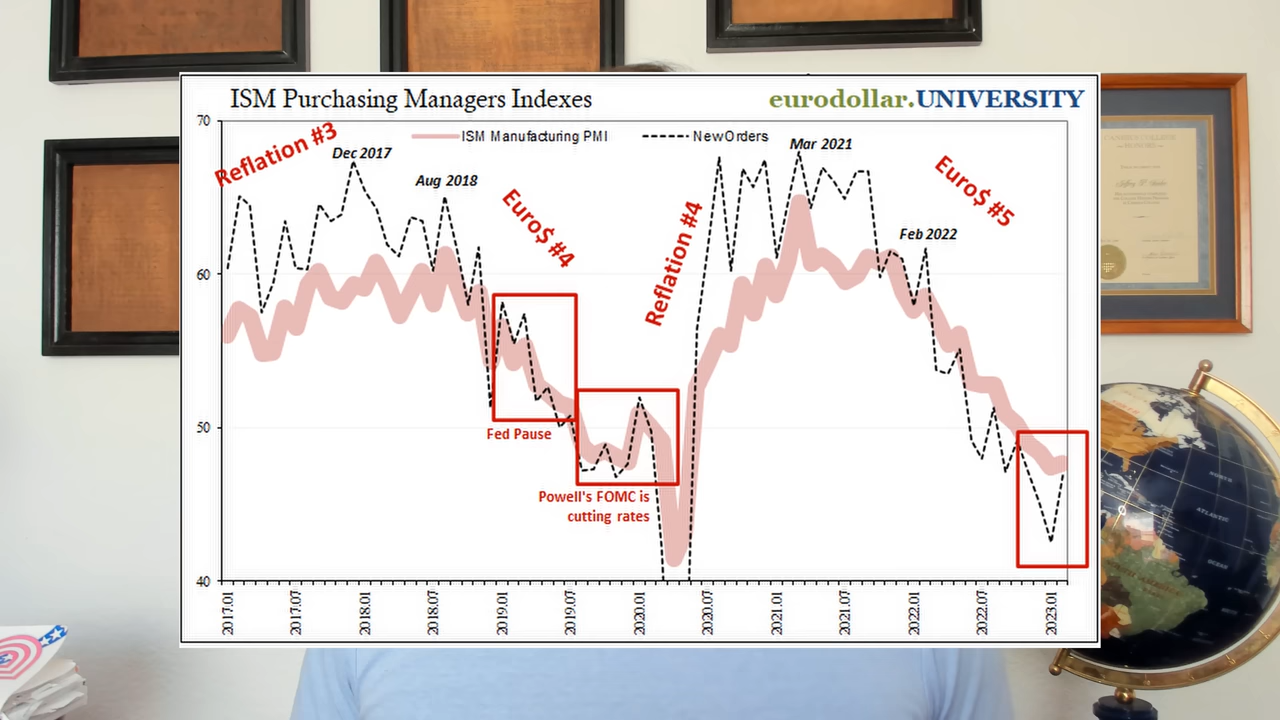 ISM Purchasing Managers Indexes
eurodollar.UNIVERSITY
70
60
50
40
ISM Manufacturing PMI
NewOrders
Reflation #3
Dec 2017
Aug 2018
Euro$ #4
Reflation #4
Mar 2021
Feb 2022
Euro$ #5
Fed Pause
Powell's FOMC is
cutting rates
2017.01
2017.07
2018.01
2018.07
2019.01
2019.07
2020.01
2020.07
2021.01
2021.07
2022.01
2022.07
2023.01